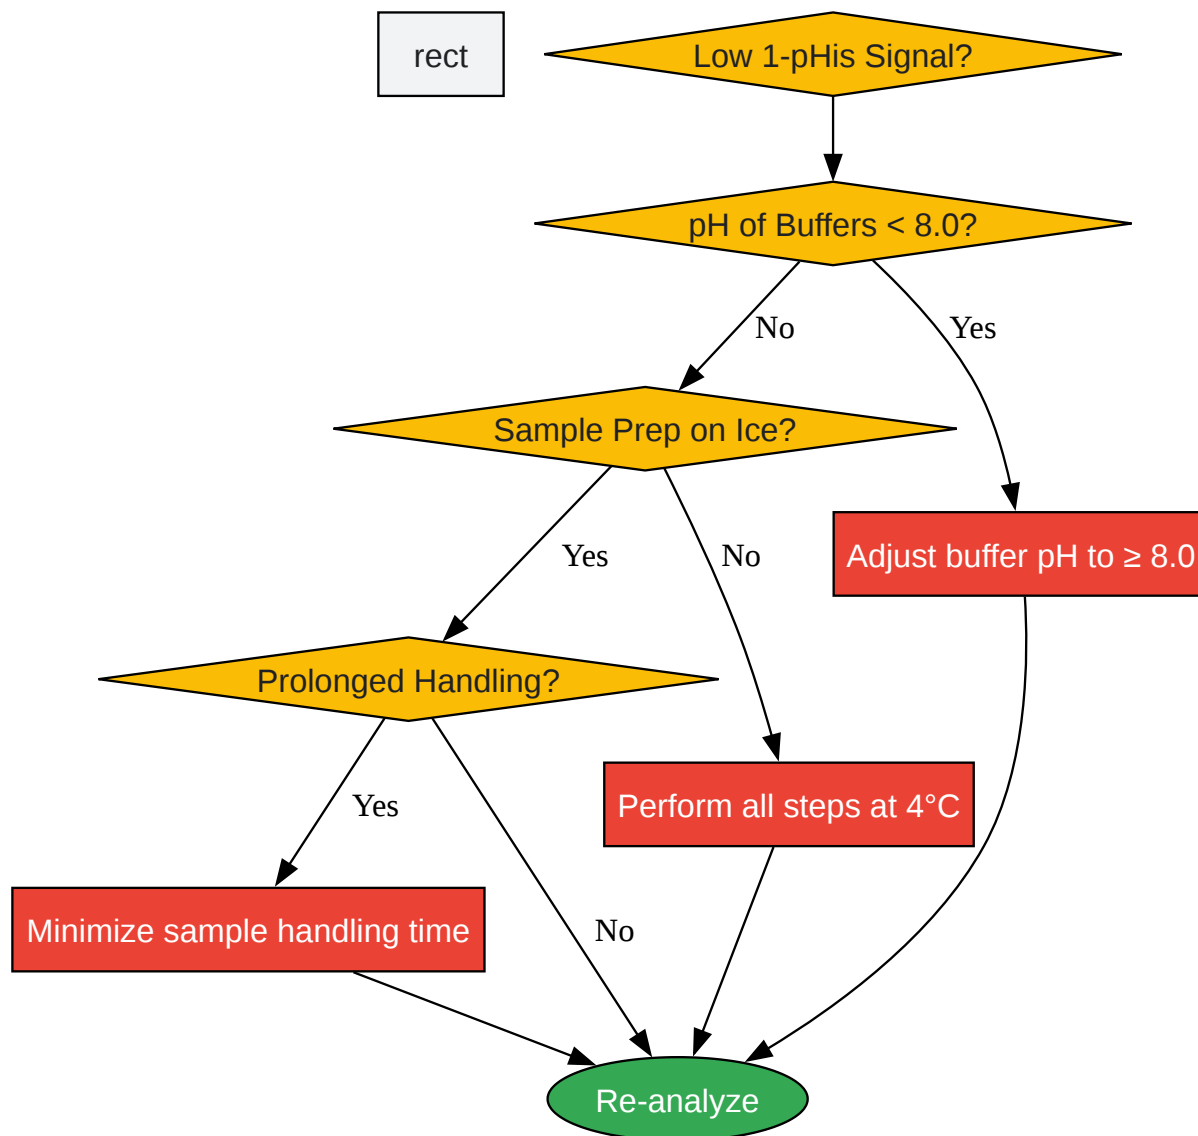 rect
Low 1-pHis Signal?
pH of Buffers < 8.0?
No
Yes
Sample Prep on Ice?
Yes
No
Adjust buffer pH to ≥ 8.0
Prolonged Handling?
Yes
Perform all steps at 4°C
Minimize sample handling time
No
Re-analyze